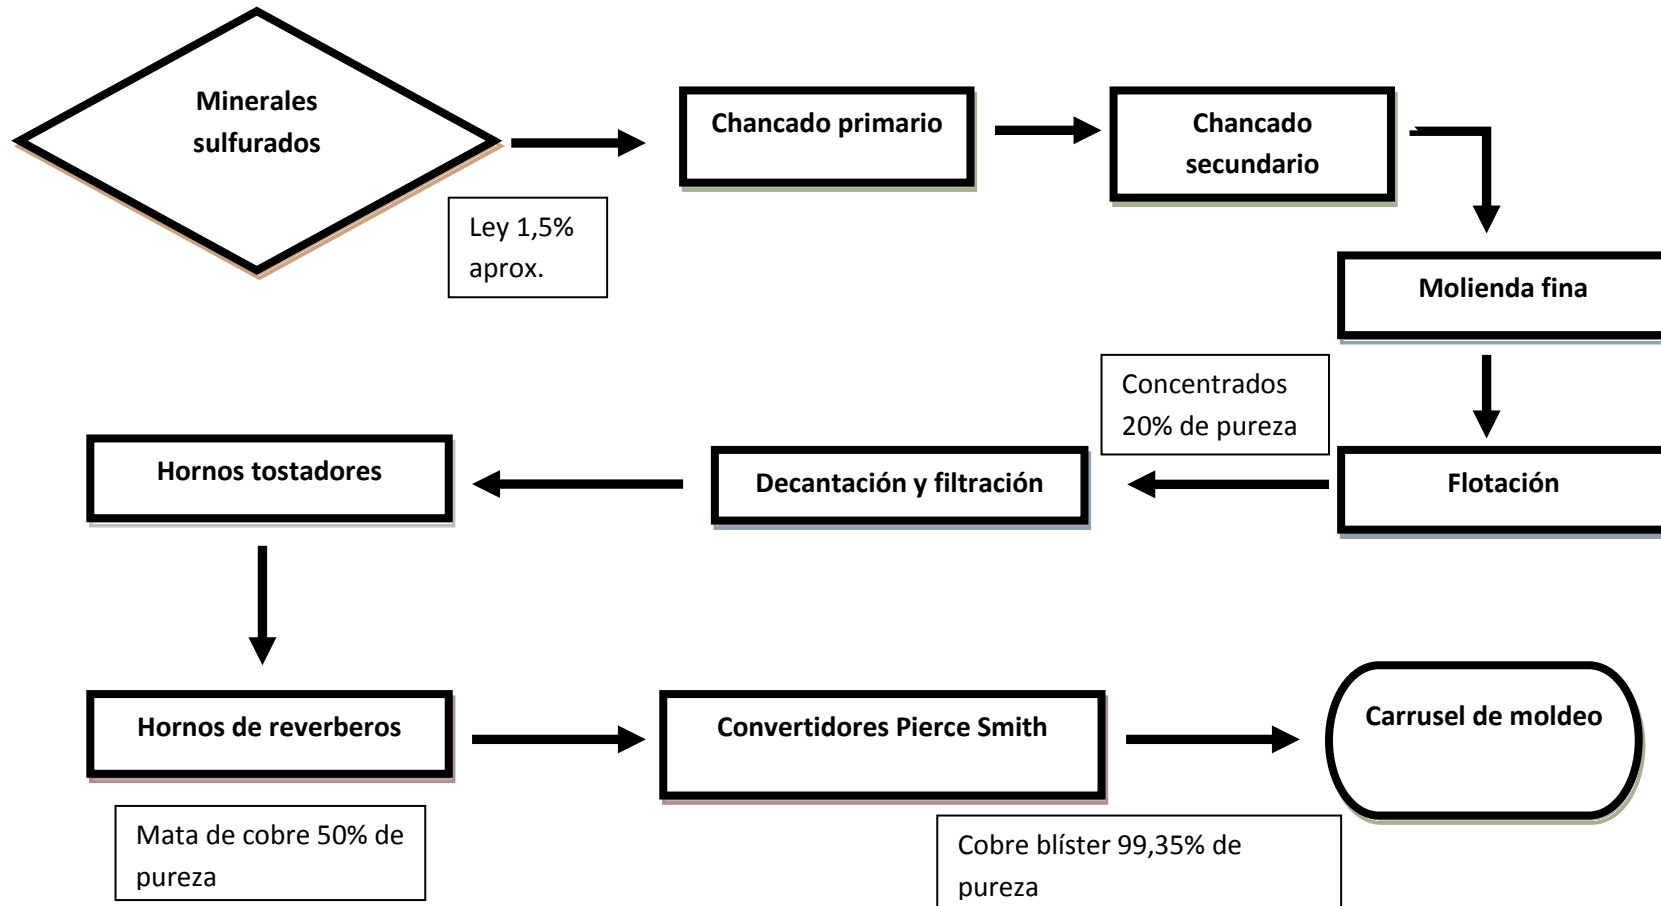 Minerales
sulfurados
Ley 1,5%
aprox.
Chancado primario
Chancado
secundario
Molienda fina
Concentrados
20% de pureza
Flotación
Decantación y filtración
Hornos tostadores
Hornos de reverberos
Mata de cobre 50% de
pureza
Convertidores Pierce Smith
Cobre blíster 99,35% de
pureza
Carrusel de moldeo